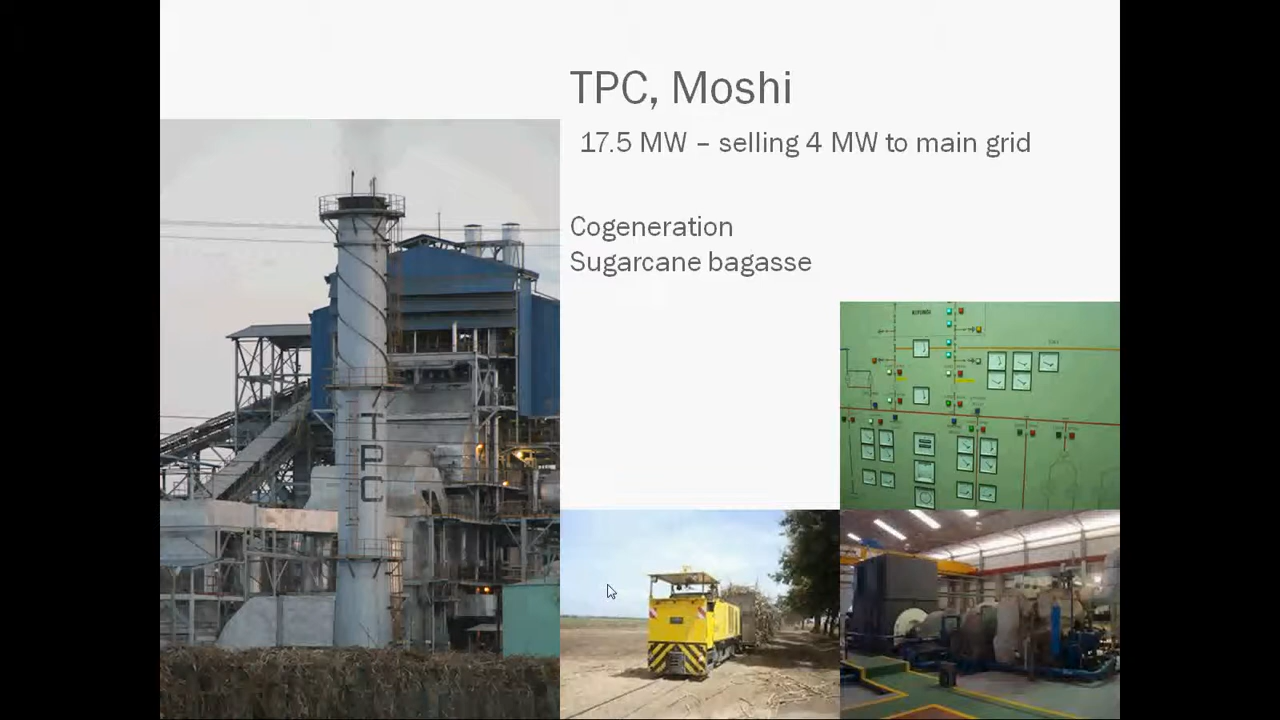 TPC, Moshi
17.5 MW – selling 4 MW to main grid
Cogeneration
Sugarcane bagasse
TPC